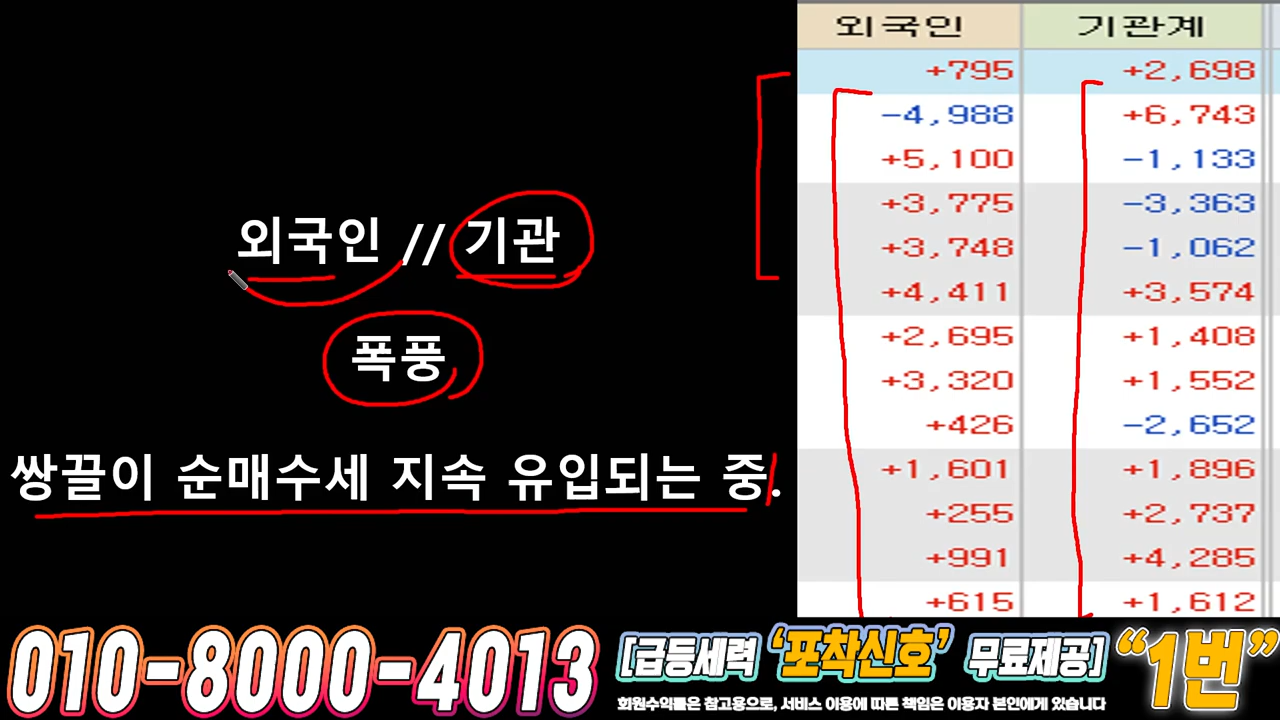 외국인 // 기관
폭풍
쌍끌이 순매수세 지속 유입되는 중.
외국인 기관계
+795 +2,698
-4,988 +6,743
+5,100 -1,133
+3,775 -3,363
+3,748 -1,062
+4,411 +3,574
+2,695 +1,408
+3,320 +1,552
+426 -2,652
+1,601 +1,896
+255 +2,737
+991 +4,285
+615 +1,612
010-8000-4013
[급등세력 '포착신호' 무료제공] "1번"
회원수익률은 참고용으로, 서비스 이용에 따른 책임은 이용자 본인에게 있습니다